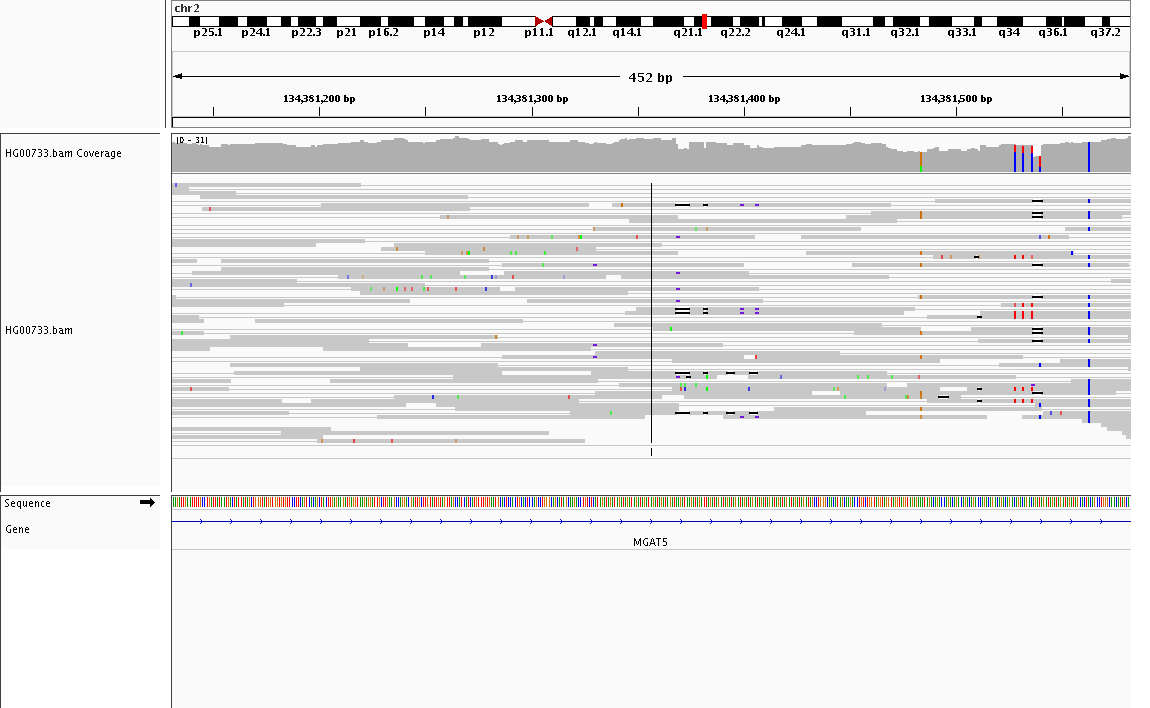 chr2
p25.1 p24.1 p22.3 p21 p16.2 p14 p12 p11.1 q12.1 q14.1 q21.1 q22.2 q24.1 q31.1 q32.1 q33.1 q34 q36.1 q37.2
452 bp
134,381,200 bp 134,381,300 bp 134,381,400 bp 134,381,500 bp
[0 - 31]
HG00733.bam Coverage
HG00733.bam
Sequence
Gene
MGAT5